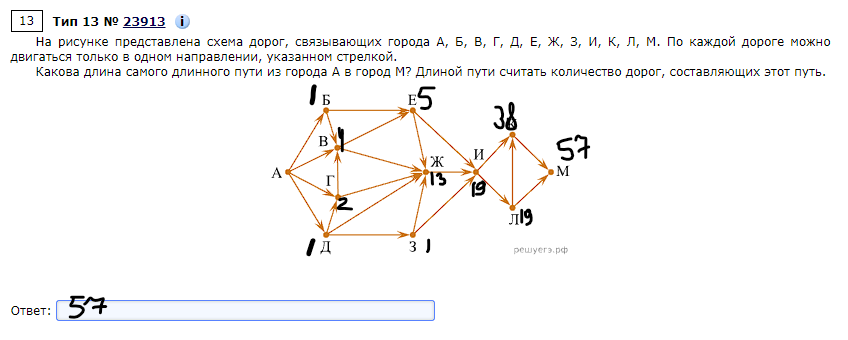 13 Тип 13 № 23913 i
На рисунке представлена схема дорог, связывающих города А, Б, В, Г, Д, Е, Ж, З, И, К, Л, М. По каждой дороге можно
двигаться только в одном направлении, указанном стрелкой.
Какова длина самого длинного пути из города А в город М? Длиной пути считать количество дорог, составляющих этот путь.
1 Б Е 5
38
В 4 И 57
Ж
А Г 13 19 М
2
Л 19
1 Д З 1
решуегэ.рф
Ответ: 57